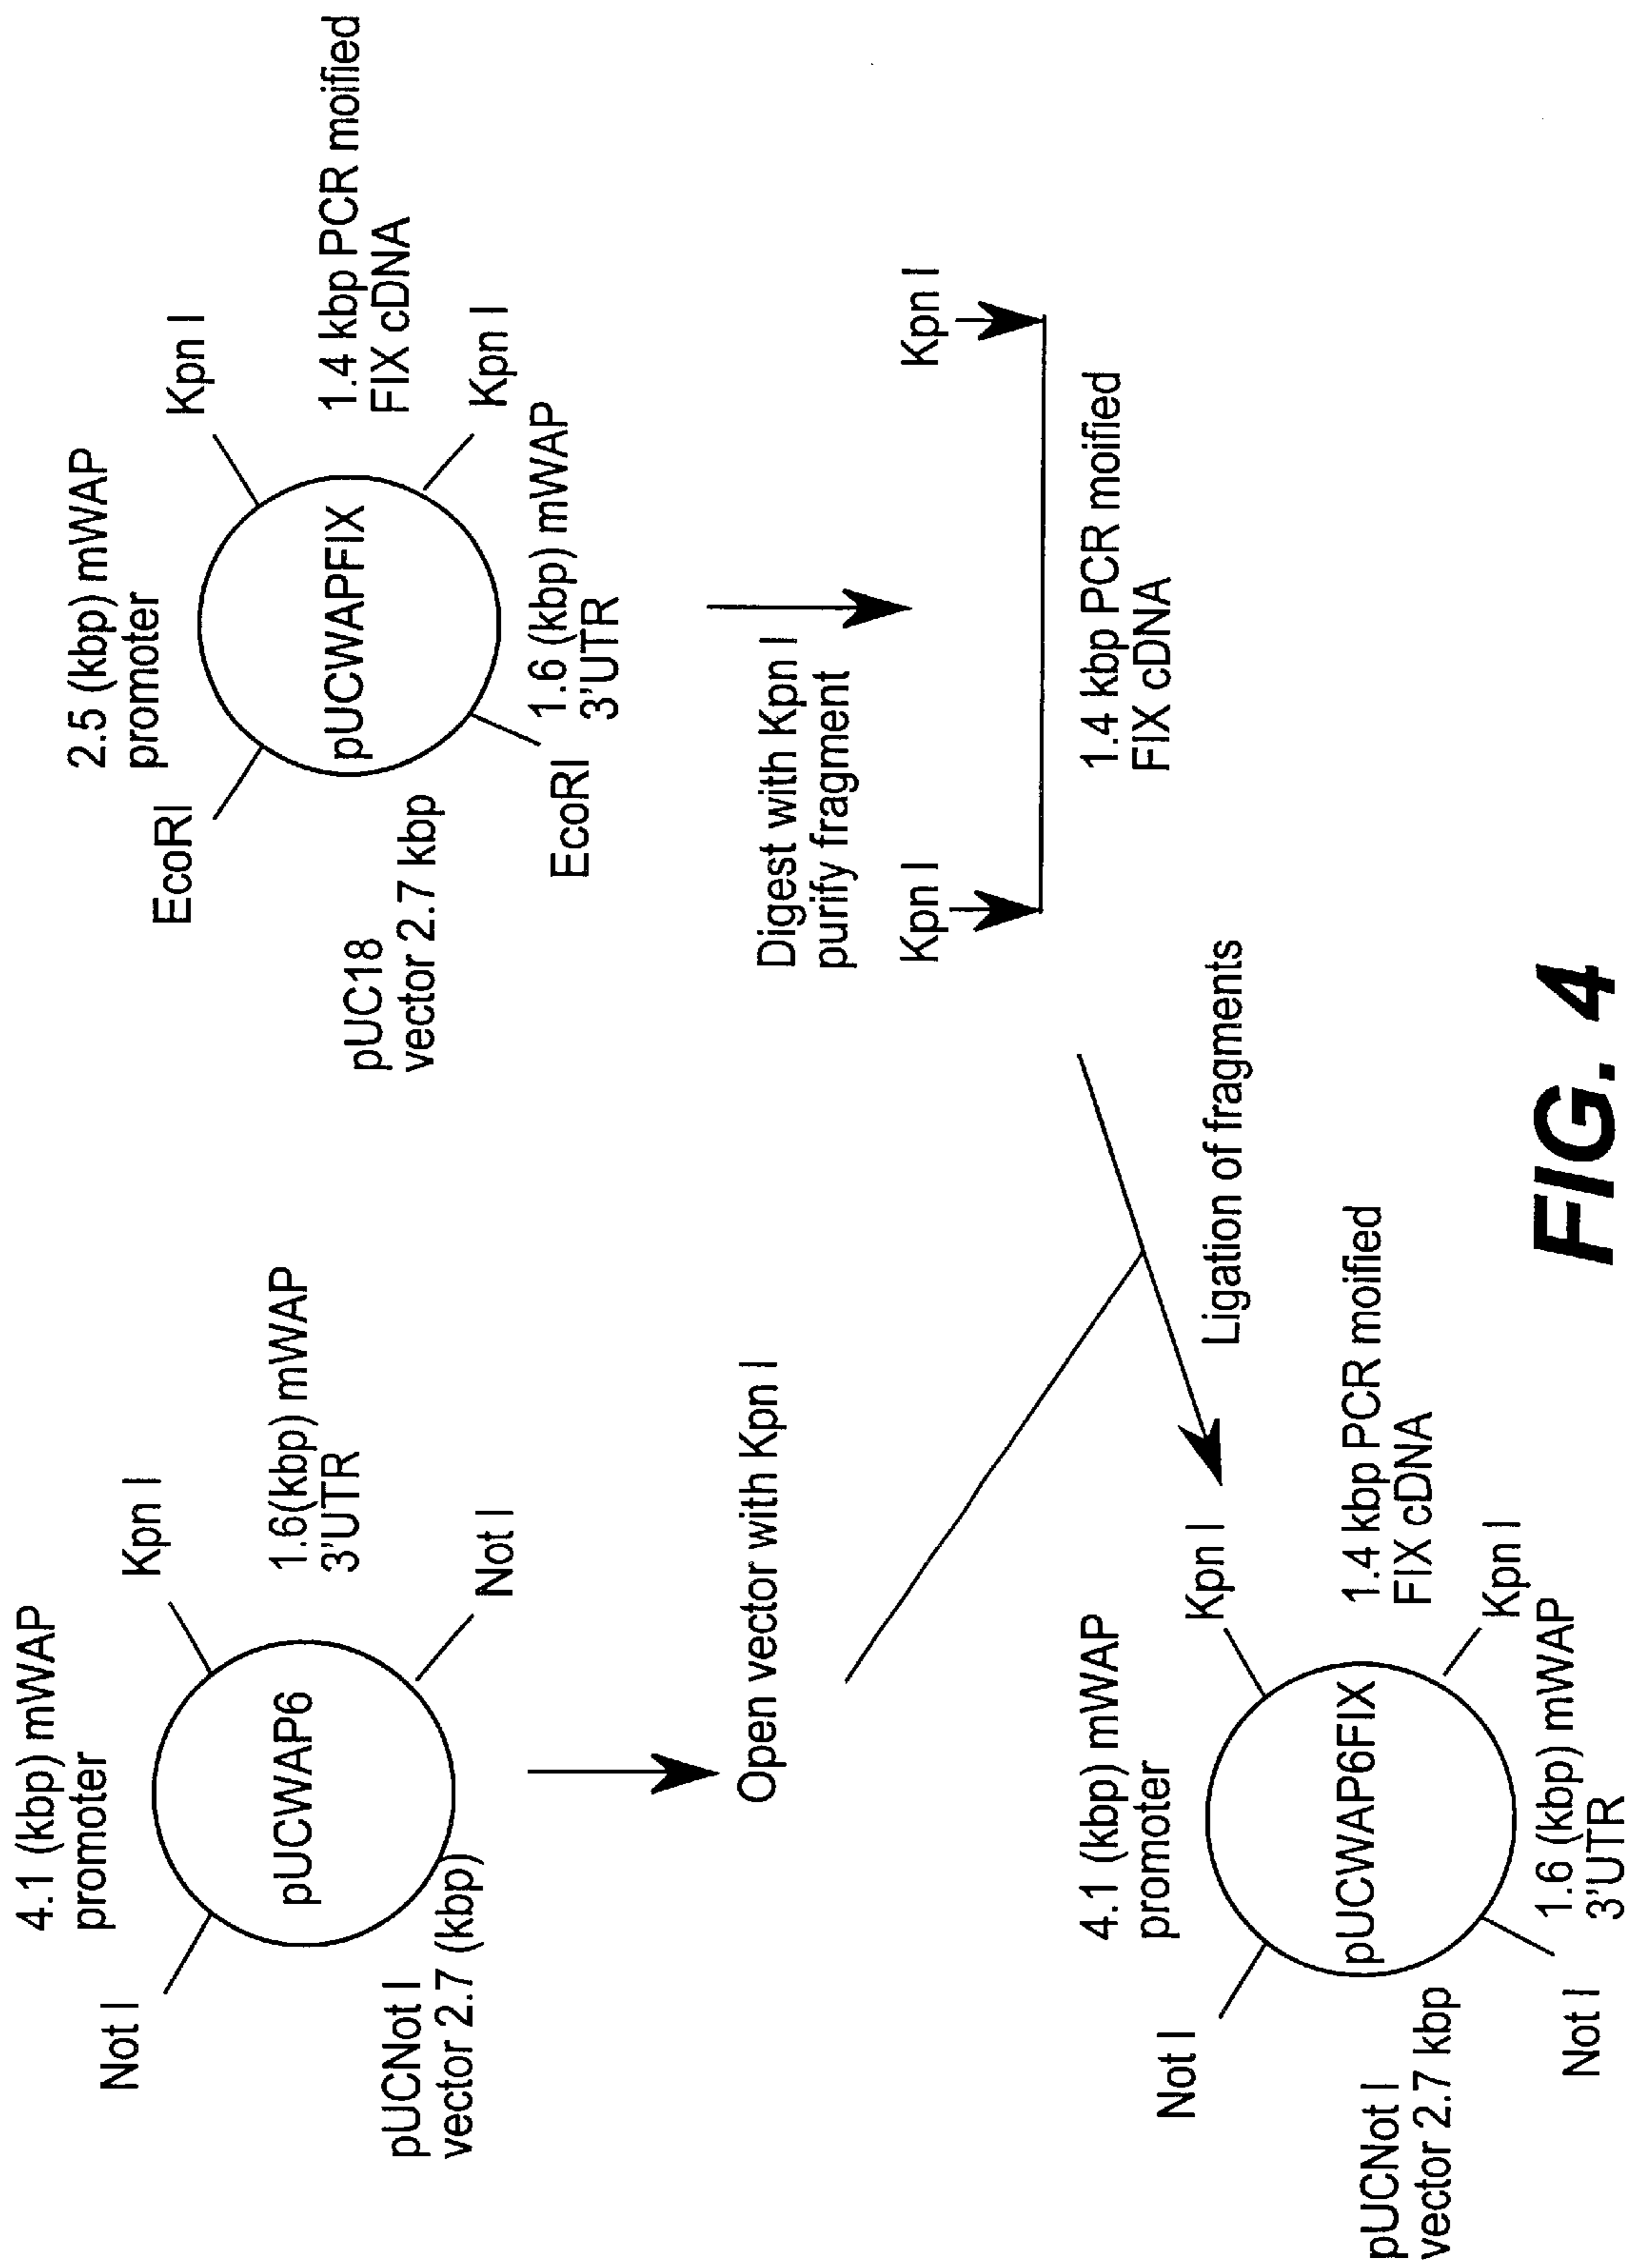 4.1 (kbp) mWAP
promoter
Not I
Kpn I
pUCWAP6
1.6(kbp) mWAP
3'UTR
Not I
pUCNot I
vector 2.7 (kbp)
Open vector with Kpn I
2.5 (kbp) mWAP
promoter
EcoRI
Kpn I
pUCWAPFIX
1.4 kbp PCR moified
FIX cDNA
pUC18
vector 2.7 kbp
Kpn I
1.6 (kbp) mWAP
3'UTR
EcoRI
Digest with Kpn I
purify fragment
Kpn I
Kpn I
1.4 kbp PCR moified
FIX cDNA
Ligation of fragments
4.1 (kbp) mWAP
promoter
Not I
Kpn I
pUCWAP6FIX
1.4 kbp PCR moified
FIX cDNA
pUCNot I
vector 2.7 kbp
Kpn I
1.6 (kbp) mWAP
3'UTR
Not I
FIG. 4